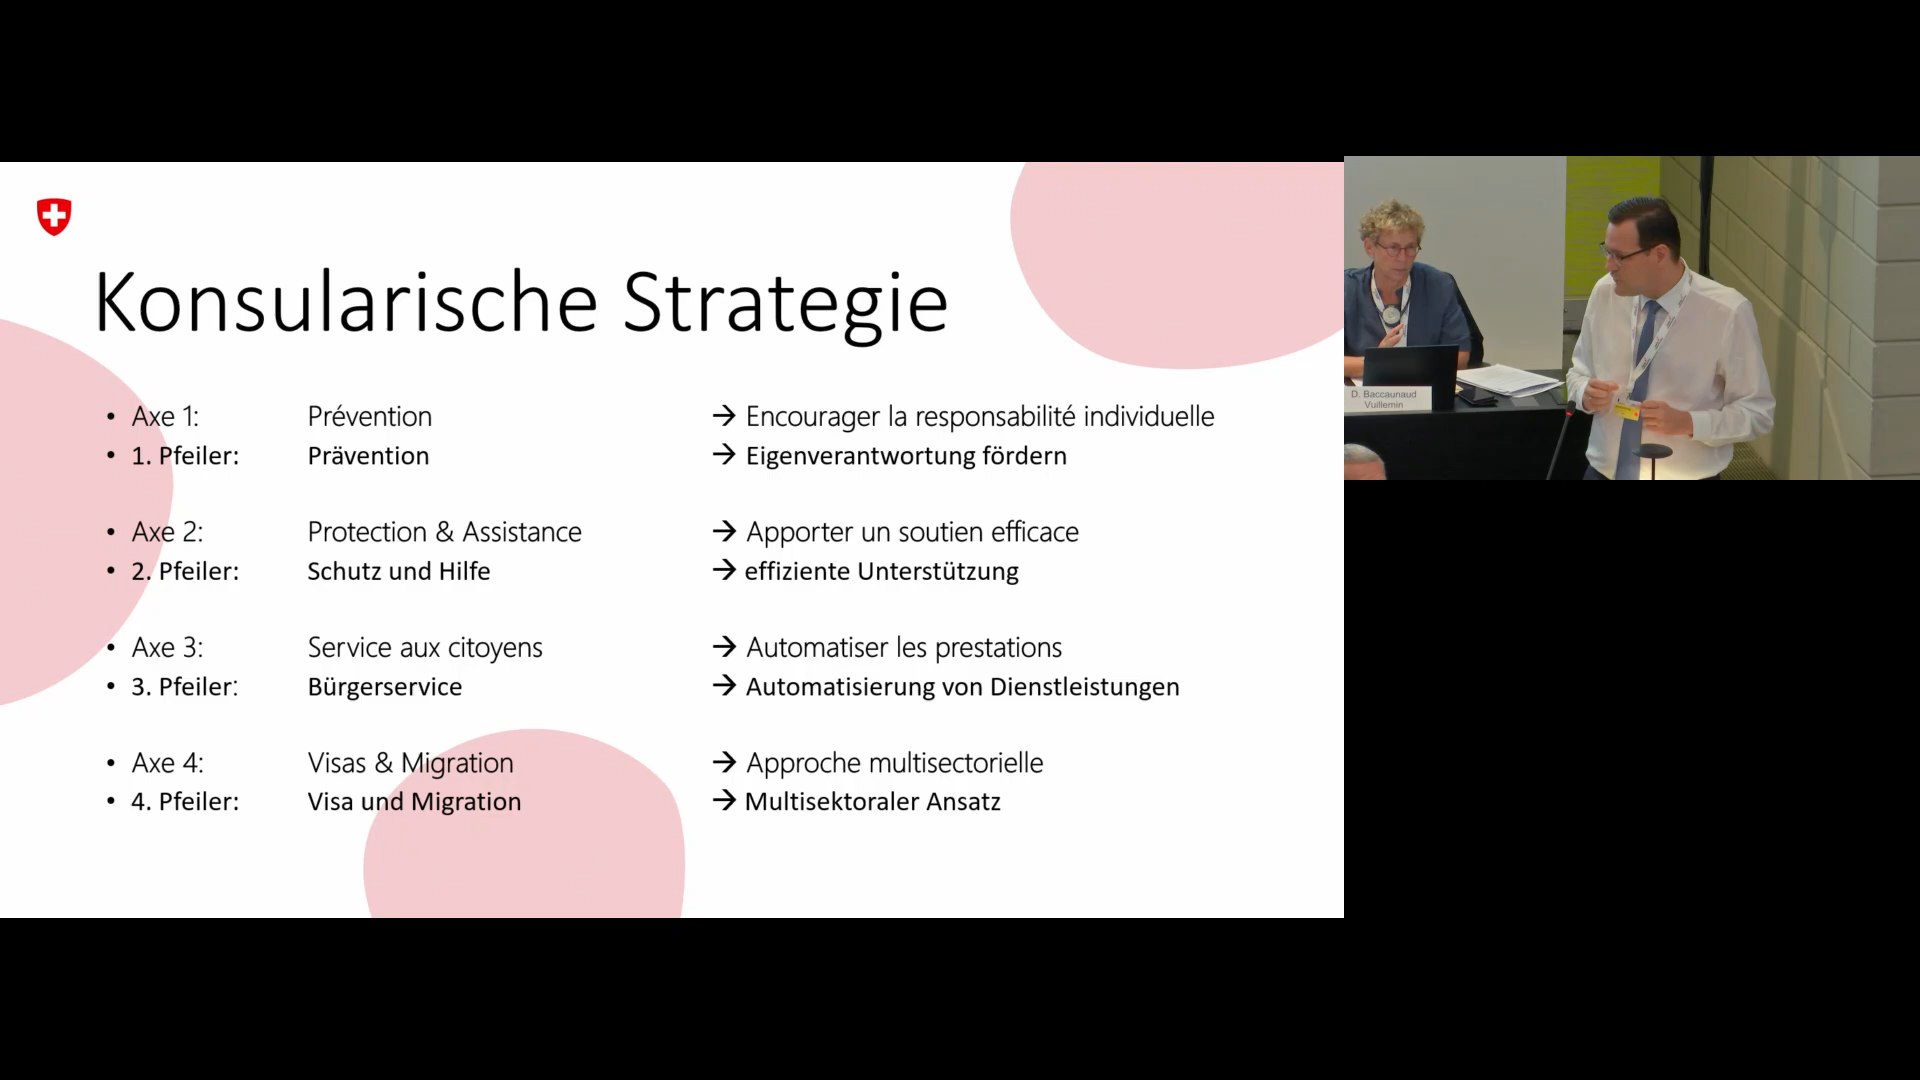 Konsularische Strategie
• Axe 1: Prévention → Encourager la responsabilité individuelle
• 1. Pfeiler: Prävention → Eigenverantwortung fördern
• Axe 2: Protection & Assistance → Apporter un soutien efficace
• 2. Pfeiler: Schutz und Hilfe → effiziente Unterstützung
• Axe 3: Service aux citoyens → Automatiser les prestations
• 3. Pfeiler: Bürgerservice → Automatisierung von Dienstleistungen
• Axe 4: Visas & Migration → Approche multisectorielle
• 4. Pfeiler: Visa und Migration → Multisektoraler Ansatz
D. Baccaunaud
Vuillemin